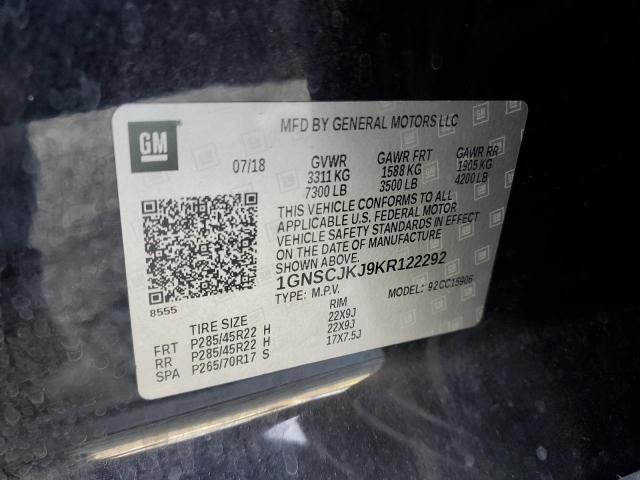 GM
MFD BY GENERAL MOTORS LLC
07/18 GVWR GAWR FRT GAWR RR
3311 KG 1588 KG 1905 KG
7300 LB 3500 LB 4200 LB
THIS VEHICLE CONFORMS TO ALL
APPLICABLE U.S. FEDERAL MOTOR
VEHICLE SAFETY STANDARDS IN EFFECT
ON THE DATE OF MANUFACTURE
SHOWN ABOVE.
1GNSCJKJ9KR122292
8555 TYPE: M.P.V. MODEL: 92CC15906
TIRE SIZE RIM
FRT P285/45R22 H 22X9J
RR P285/45R22 H 22X9J
SPA P265/70R17 S 17X7.5J